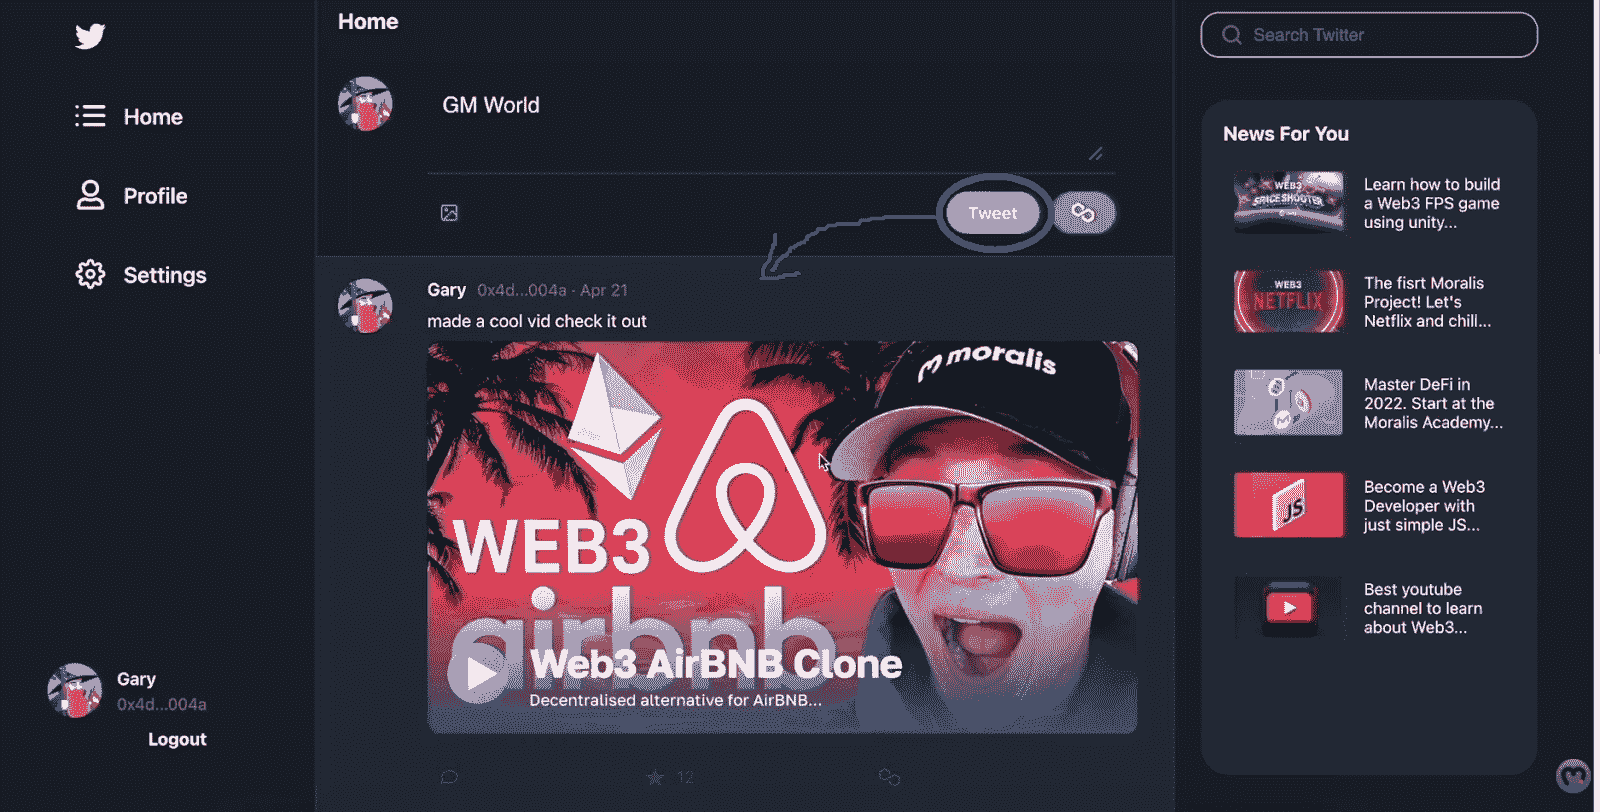 Home
Profile
Settings
Gary
0x4d...004a
Logout
Home
GM World
Tweet
Gary 0x4d...004a · Apr 21
made a cool vid check it out
moralis
WEB3
airbnb
Web3 AirBNB Clone
Decentralised alternative for AirBNB...
12
Search Twitter
News For You
WEB3
SPACE SHOOTER
Learn how to build
a Web3 FPS game
using unity...
WEB3
NETFLIX
The fisrt Moralis
Project! Let's
Netflix and chill...
Master DeFi in
2022. Start at the
Moralis Academy...
JS
Become a Web3
Developer with
just simple JS...
Best youtube
channel to learn
about Web3...